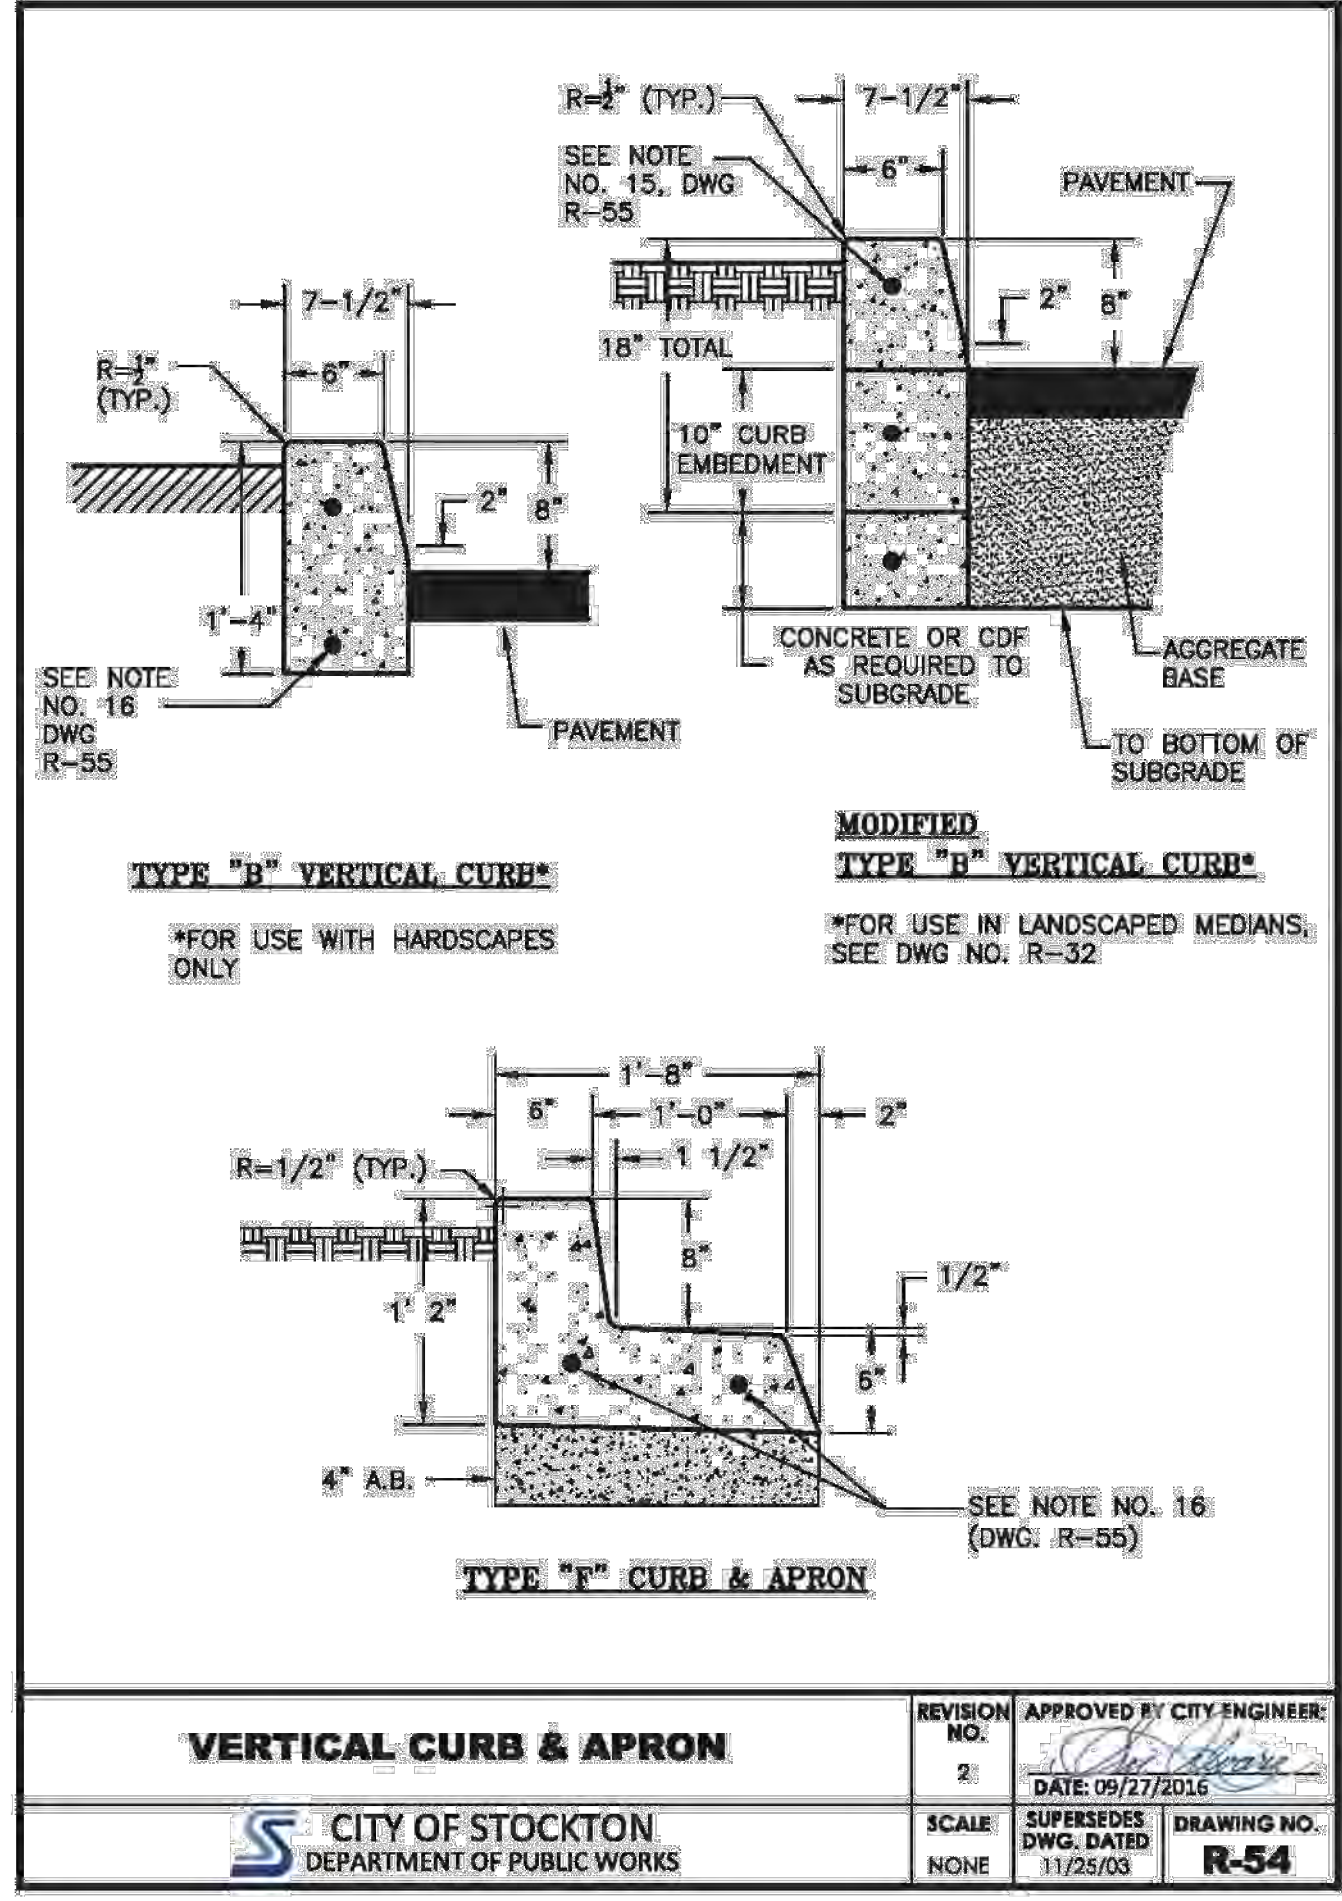 R=1/2" (TYP.)
7-1/2"
SEE NOTE
NO. 15, DWG
R-55
6"
PAVEMENT
2"
8"
18" TOTAL
10" CURB
EMBEDMENT
CONCRETE OR CDF
AS REQUIRED TO
SUBGRADE
AGGREGATE
BASE
TO BOTTOM OF
SUBGRADE
MODIFIED
TYPE "B" VERTICAL CURB*
*FOR USE IN LANDSCAPED MEDIANS,
SEE DWG NO. R-32
7-1/2"
R=1/2"
(TYP.)
6"
2"
8"
1'-4"
SEE NOTE
NO. 16
DWG
R-55
PAVEMENT
TYPE "B" VERTICAL CURB*
*FOR USE WITH HARDSCAPES
ONLY
1'-8"
6"
1'-0"
2"
1 1/2"
R=1/2" (TYP.)
8"
1/2"
1' 2"
6"
4" A.B.
SEE NOTE NO. 16
(DWG. R-55)
TYPE "F" CURB & APRON
VERTICAL CURB & APRON
REVISION
NO.
2
APPROVED BY CITY ENGINEER:
DATE: 09/27/2016
CITY OF STOCKTON
DEPARTMENT OF PUBLIC WORKS
SCALE
NONE
SUPERSEDES
DWG. DATED
11/25/03
DRAWING NO.
R-54